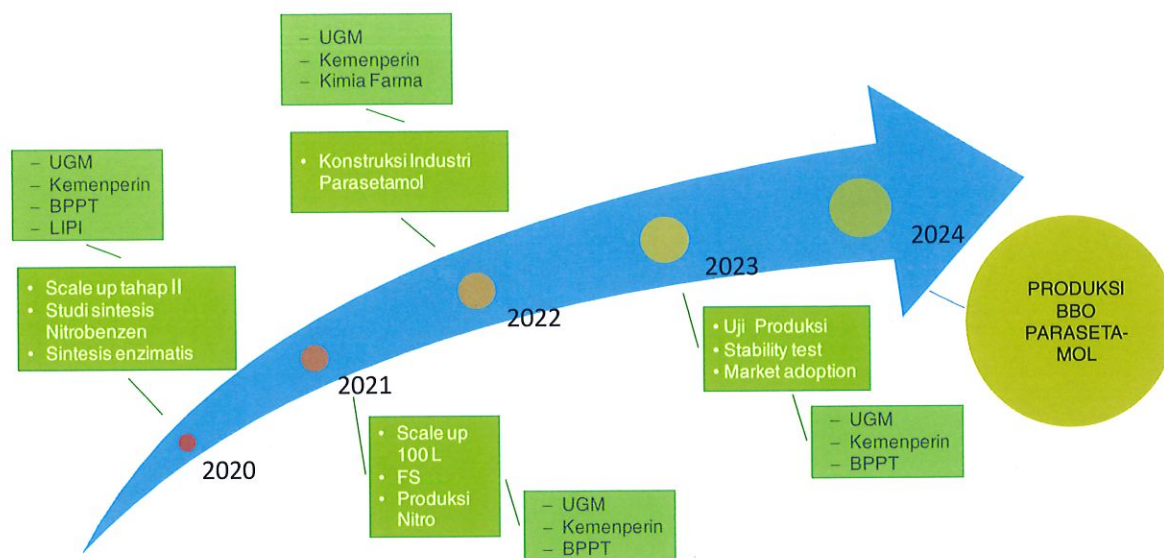 – UGM
– Kemenperin
– BPPT
– LIPI
• Scale up tahap II
• Studi sintesis
Nitrobenzen
• Sintesis enzimatis
2020
2021
• Scale up
100 L
• FS
• Produksi
Nitro
– UGM
– Kemenperin
– BPPT
– UGM
– Kemenperin
– Kimia Farma
• Konstruksi Industri
Parasetamol
2022
2023
• Uji Produksi
• Stability test
• Market adoption
– UGM
– Kemenperin
– BPPT
2024
PRODUKSI
BBO
PARASETA-
MOL